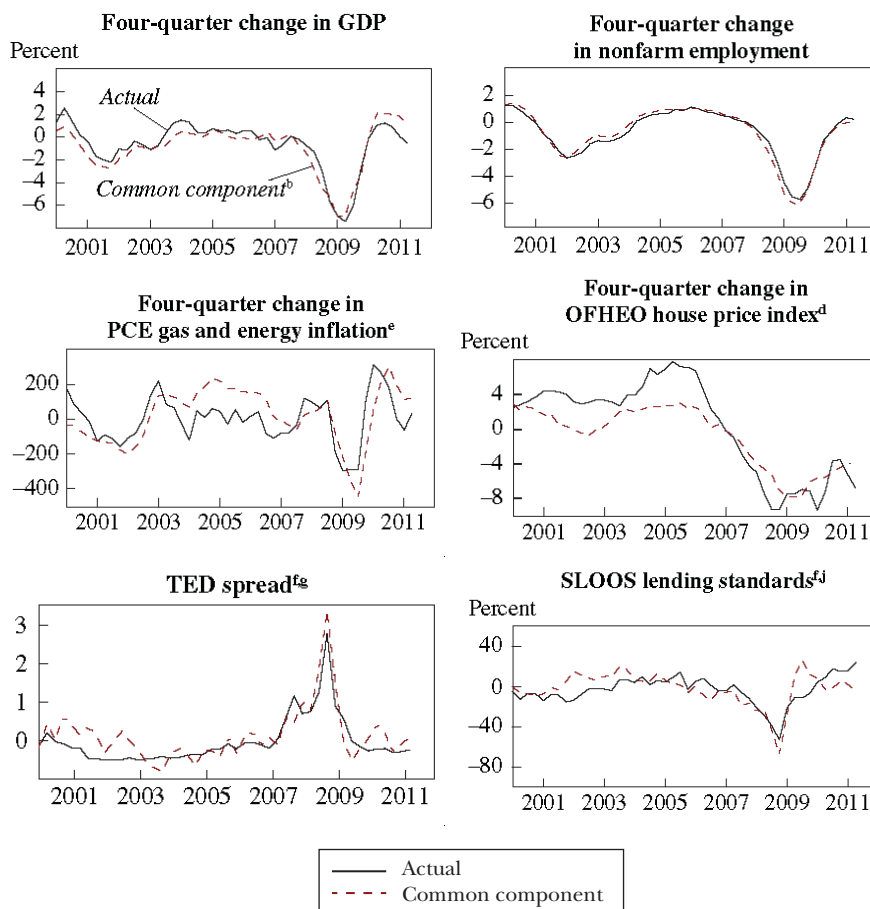 Four-quarter change in GDP
Percent
4
2
0
−2
−4
−6
Actual
Common component^b
2001 2003 2005 2007 2009 2011
Four-quarter change
in nonfarm employment
2
0
−2
−4
−6
2001 2003 2005 2007 2009 2011
Four-quarter change in
PCE gas and energy inflation^e
200
0
−200
−400
2001 2003 2005 2007 2009 2011
Four-quarter change in
OFHEO house price index^d
Percent
4
0
−4
−8
2001 2003 2005 2007 2009 2011
TED spread^f,g
3
2
1
0
2001 2003 2005 2007 2009 2011
SLOOS lending standards^f,j
Percent
40
0
−40
−80
2001 2003 2005 2007 2009 2011
Actual
Common component